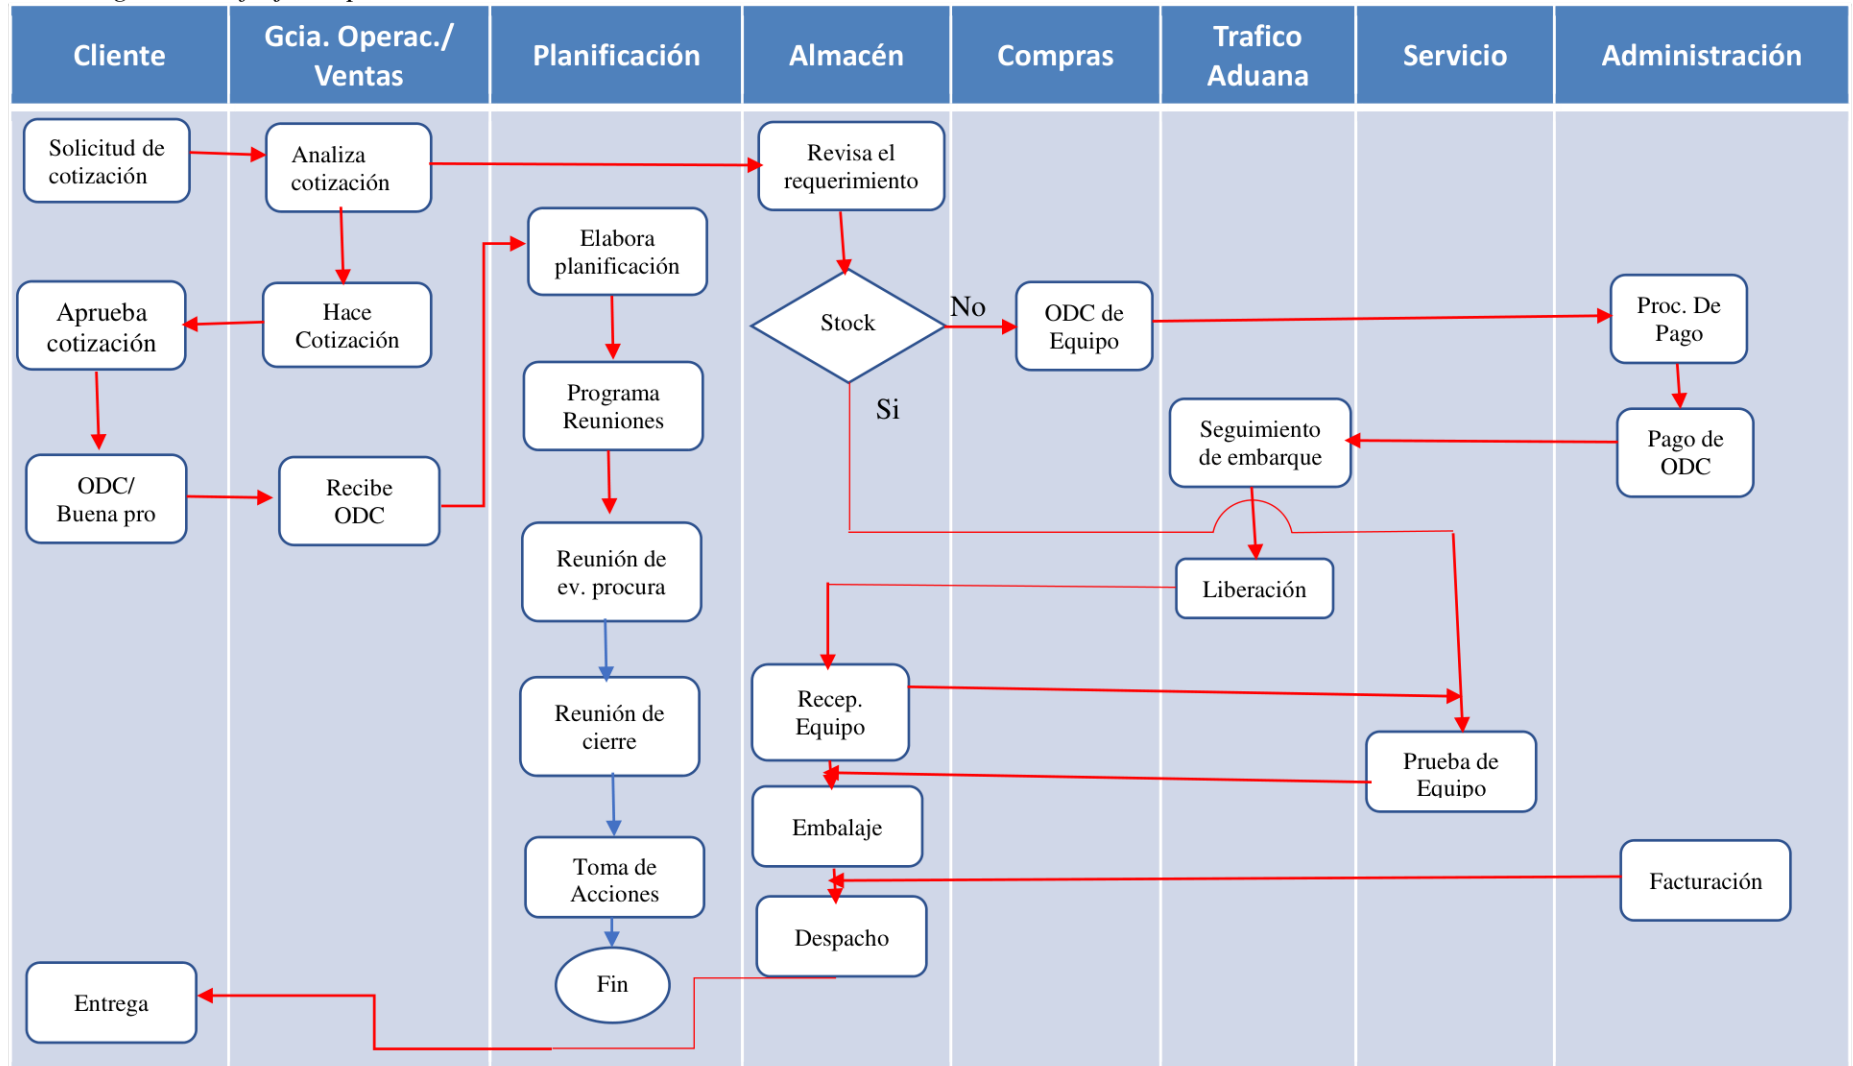 Cliente
Gcia. Operac./
Ventas
Planificación
Almacén
Compras
Trafico
Aduana
Servicio
Administración
Solicitud de
cotización
Analiza
cotización
Revisa el
requerimiento
Elabora
planificación
Aprueba
cotización
Hace
Cotización
Stock
No
ODC de
Equipo
Proc. De
Pago
Programa
Reuniones
Si
Seguimiento
de embarque
Pago de
ODC
ODC/
Buena pro
Recibe
ODC
Reunión de
ev. procura
Liberación
Reunión de
cierre
Recep.
Equipo
Prueba de
Equipo
Embalaje
Toma de
Acciones
Facturación
Despacho
Fin
Entrega